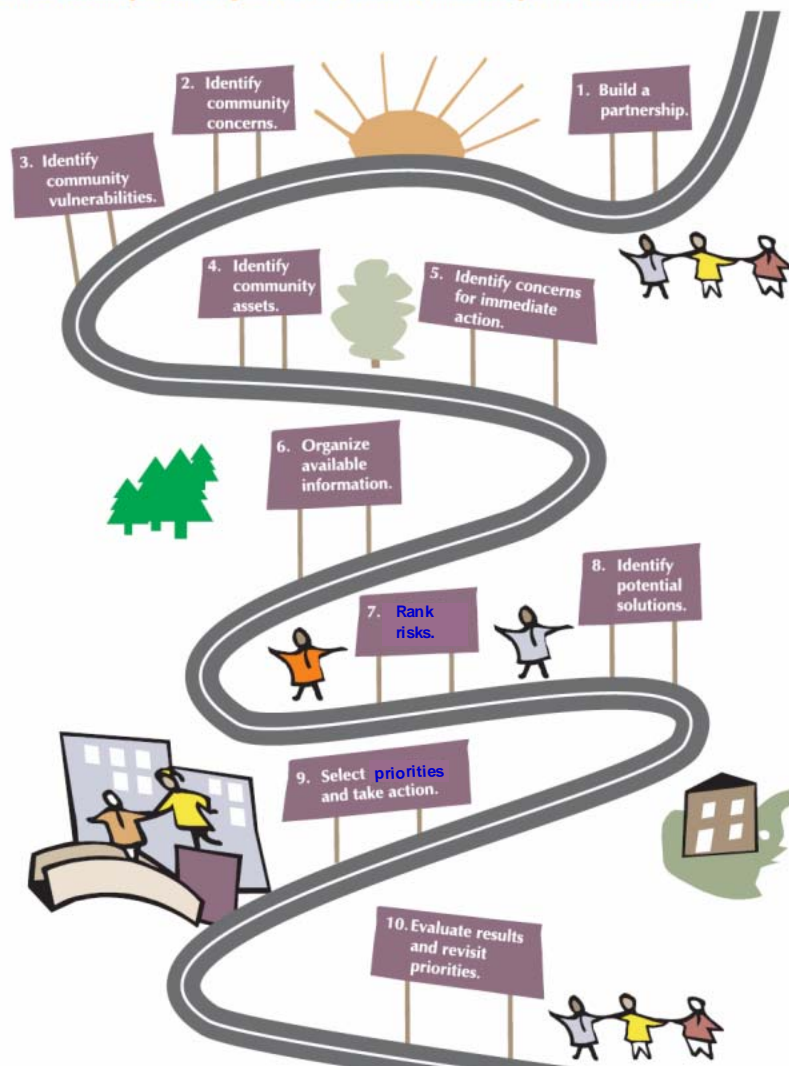 1. Build a
partnership.
2. Identify
community
concerns.
3. Identify
community
vulnerabilities.
4. Identify
community
assets.
5. Identify concerns
for immediate
action.
6. Organize
available
information.
7. Rank
risks.
8. Identify
potential
solutions.
9. Select priorities
and take action.
10. Evaluate results
and revisit
priorities.